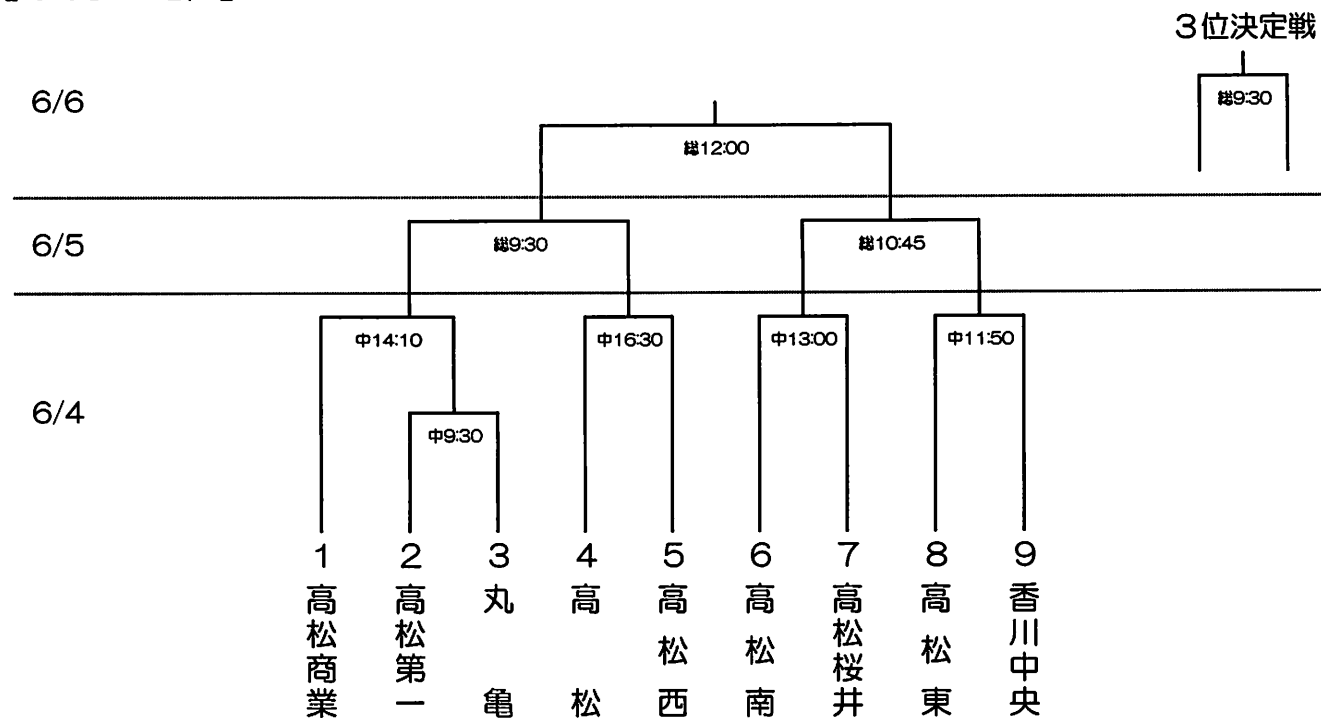 3位決定戦
6/6
総9:30
総12:00
6/5
総9:30
総10:45
中14:10
中16:30
中13:00
中11:50
6/4
中9:30
1 2 3 4 5 6 7 8 9
高松商業
高松第一
丸亀
高松
高松西
高松南
高松桜井
高松東
香川中央